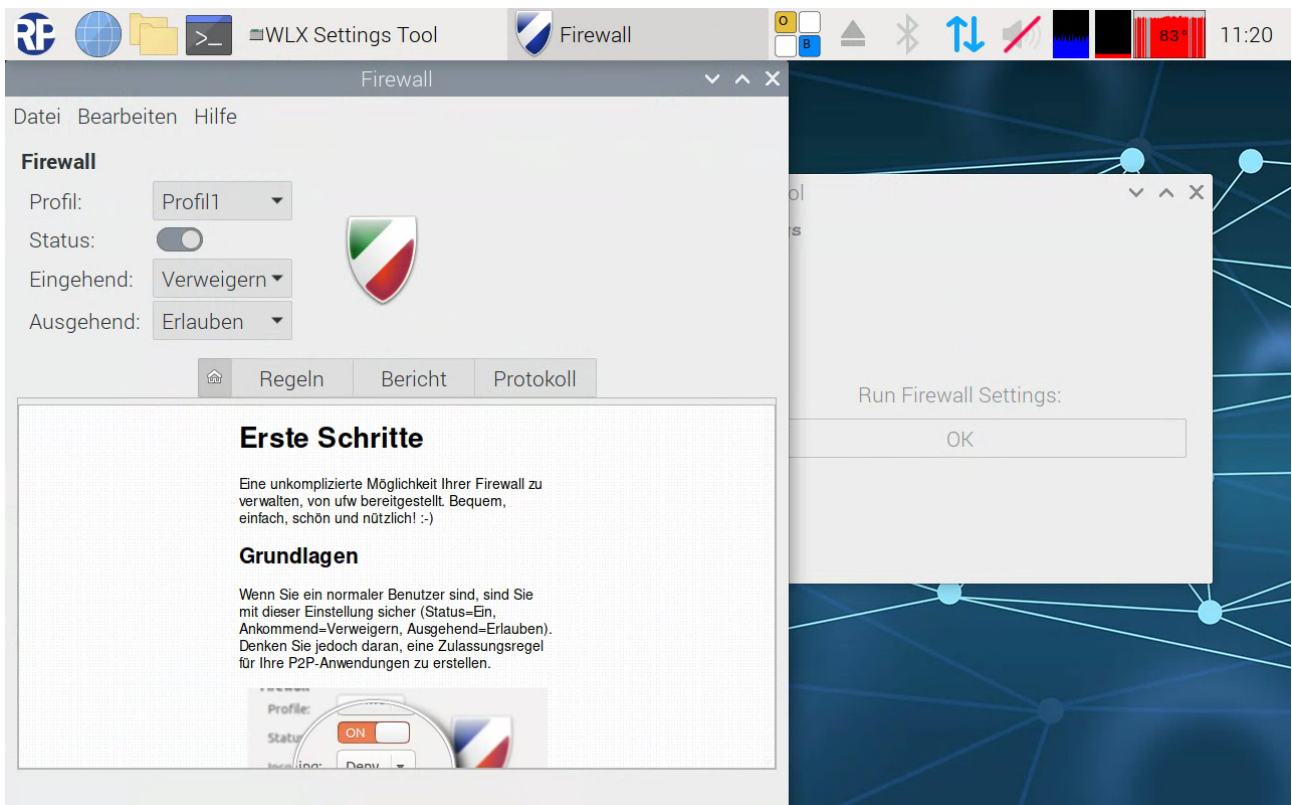 WLX Settings Tool
Firewall
O
B
83°
11:20
Firewall
Datei Bearbeiten Hilfe
Firewall
Profil: Profil1
Status:
Eingehend: Verweigern
Ausgehend: Erlauben
Regeln Bericht Protokoll
Erste Schritte
Eine unkomplizierte Möglichkeit Ihrer Firewall zu
verwalten, von ufw bereitgestellt. Bequem,
einfach, schön und nützlich! :-)
Grundlagen
Wenn Sie ein normaler Benutzer sind, sind Sie
mit dieser Einstellung sicher (Status=Ein,
Ankommend=Verweigern, Ausgehend=Erlauben).
Denken Sie jedoch daran, eine Zulassungsregel
für Ihre P2P-Anwendungen zu erstellen.
Profile:
ON
Deny
ol
s
Run Firewall Settings:
OK